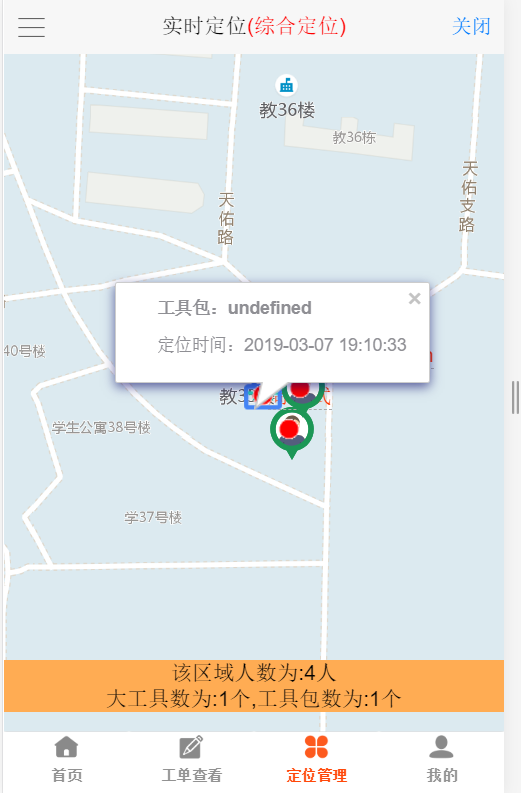 实时定位(综合定位)
关闭
教36楼
教36栋
天佑路
天佑支路
工具包：undefined
定位时间：2019-03-07 19:10:33
40号楼
教3
式
学生公寓38号楼
学37号楼
该区域人数为:4人
大工具数为:1个,工具包数为:1个
首页
工单查看
定位管理
我的